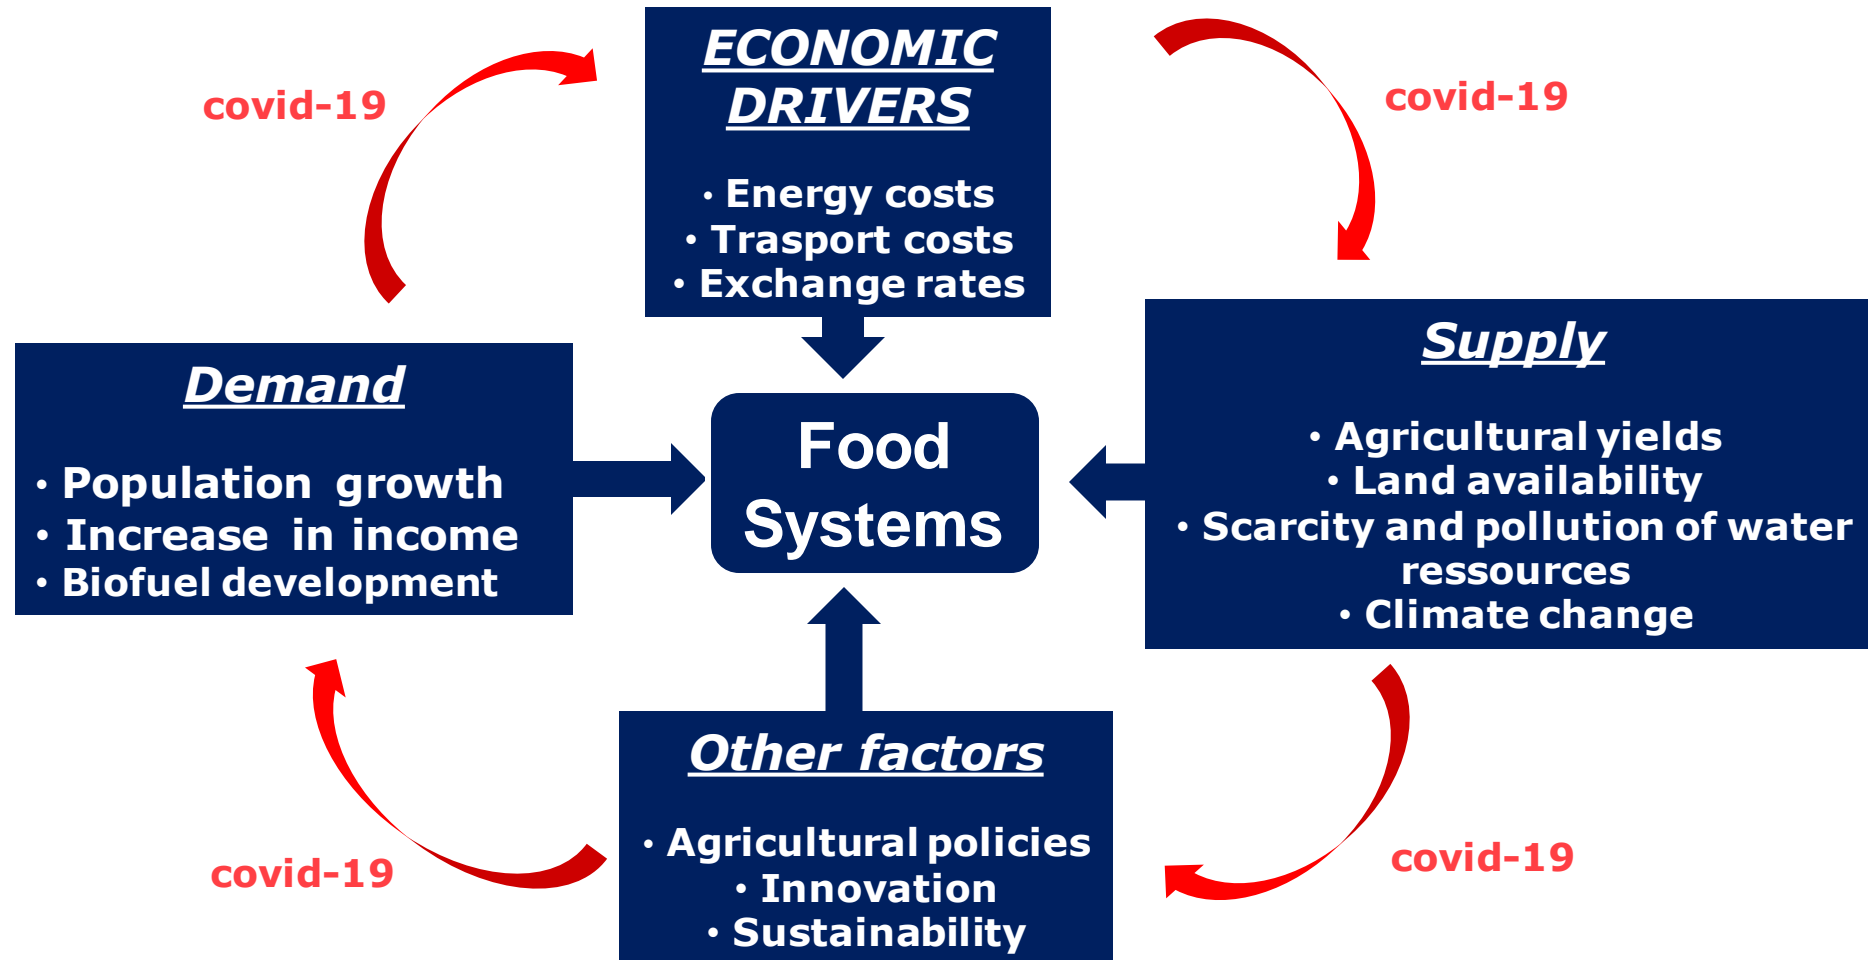 ECONOMIC
DRIVERS
• Energy costs
• Trasport costs
• Exchange rates
covid-19
covid-19
Demand
• Population growth
• Increase in income
• Biofuel development
Food
Systems
Supply
• Agricultural yields
• Land availability
• Scarcity and pollution of water
ressources
• Climate change
Other factors
• Agricultural policies
• Innovation
• Sustainability
covid-19
covid-19